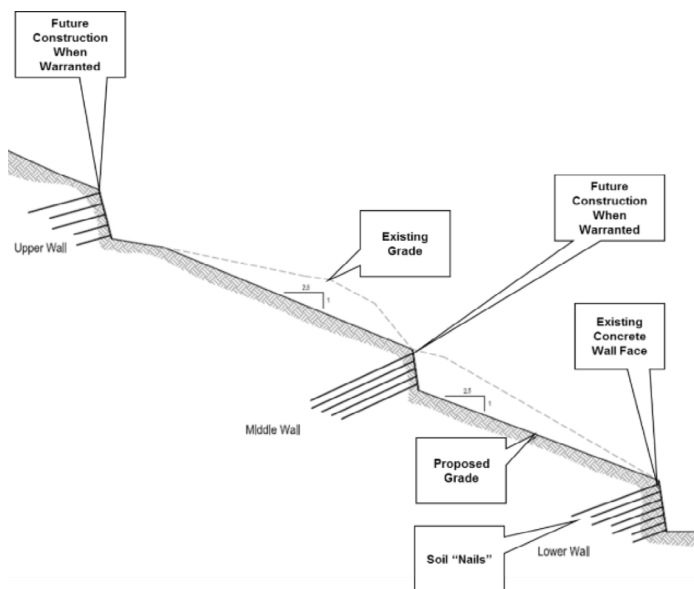 Future
Construction
When
Warranted
Upper Wall
Existing
Grade
2.5
1
Future
Construction
When
Warranted
Existing
Concrete
Wall Face
2.5
1
Middle Wall
Proposed
Grade
Soil “Nails”
Lower Wall